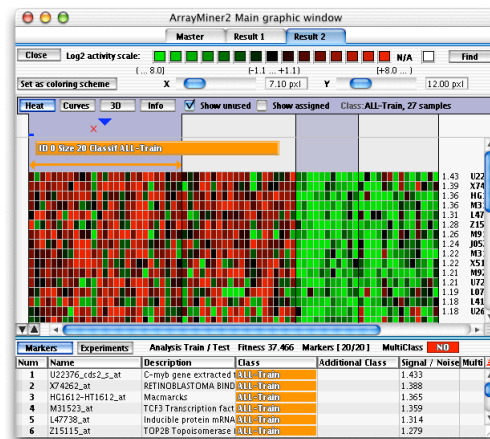 ArrayMiner2 Main graphic window
Master Result 1 Result 2
Close Log2 activity scale: N/A Find
(... 8.0] (-1.1 ... +1.1) [+8.0 ...)
Set as coloring scheme X 7.10 pxl Y 12.00 pxl
Heat Curves 3D Info Show unused Show assigned Class:ALL-Train, 27 samples
ID 0 Size 20 Classif ALL-Train
1.43 U22
1.39 X74
1.36 HG1
1.36 M31
1.31 L47
1.28 Z15
1.26 M91
1.24 J05
1.22 M31
1.22 X51
1.21 M92
1.21 U72
1.19 L07
1.18 L41
1.18 U26
Markers Experiments Analysis Train / Test Fitness 37.466 Markers [20/20] MultiClass NO
Num Name Description Class Additional Class Signal / Noise Multi
1 U22376_cds2_s_at C-myb gene extracted ALL-Train 1.433
2 X74262_at RETINOBLASTOMA BIND ALL-Train 1.388
3 HG1612-HT1612_at Macmarcks ALL-Train 1.365
4 M31523_at TCF3 Transcription fact ALL-Train 1.359
5 L47738_at Inducible protein mRNA ALL-Train 1.314
6 Z15115_at TOP2B Topoisomerase ALL-Train 1.279